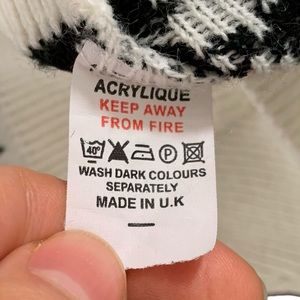 ACRYLIQUE
KEEP AWAY
FROM FIRE
40° P
WASH DARK COLOURS
SEPARATELY
MADE IN U.K